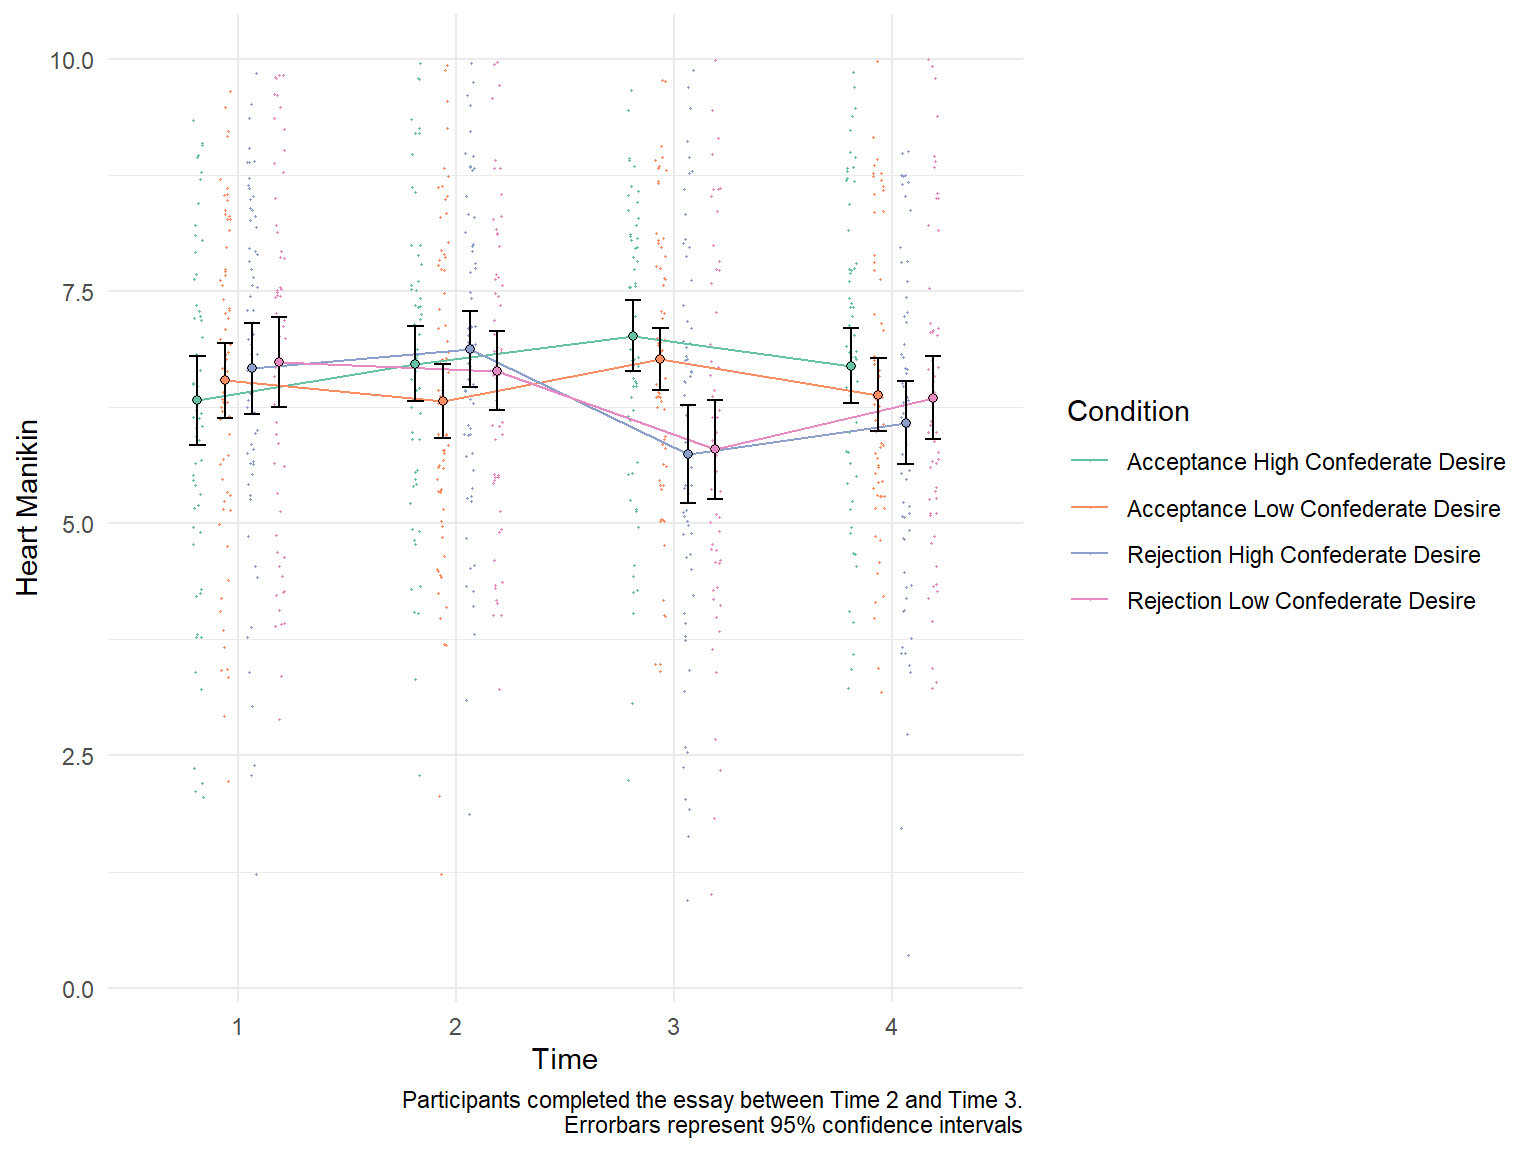 10.0
7.5
5.0
2.5
0.0
Heart Manikin
1
2
3
4
Time
Condition
Acceptance High Confederate Desire
Acceptance Low Confederate Desire
Rejection High Confederate Desire
Rejection Low Confederate Desire
Participants completed the essay between Time 2 and Time 3.
Errorbars represent 95% confidence intervals